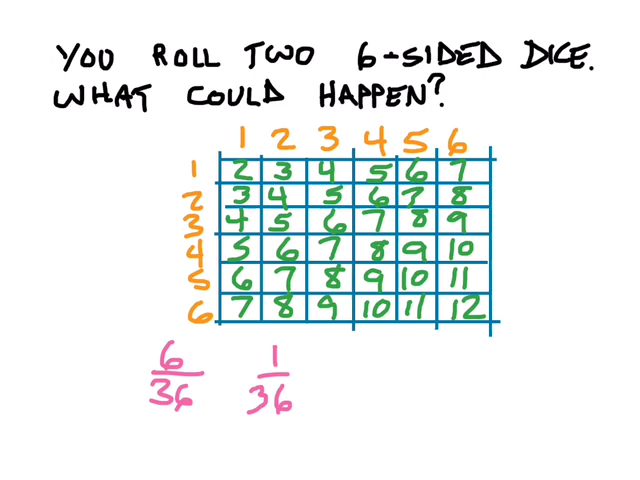 YOU ROLL TWO 6-SIDED DICE.
WHAT COULD HAPPEN?
1 2 3 4 5 6
1 2 3 4 5 6 7
2 3 4 5 6 7 8
3 4 5 6 7 8 9
4 5 6 7 8 9 10
5 6 7 8 9 10 11
6 7 8 9 10 11 12
6/36 1/36